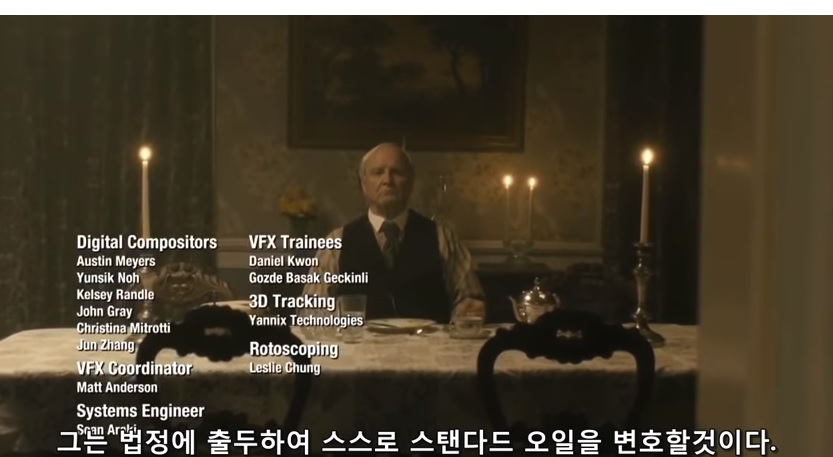 Digital Compositors
Austin Meyers
Yunsik Noh
Kelsey Randle
John Gray
Christina Mitrotti
Jun Zhang
VFX Coordinator
Matt Anderson
Systems Engineer
VFX Trainees
Daniel Kwon
Gozde Basak Geckinli
3D Tracking
Yannix Technologies
Rotoscoping
Leslie Chung
그는 법정에 출두하여 스스로 스탠다드 오일을 변호할것이다.